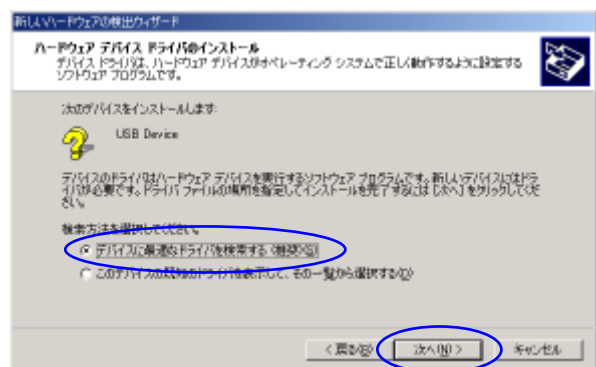 新しいハードウェアの検出ウィザード
ハードウェア デバイス ドライバのインストール
デバイス ドライバは、ハードウェア デバイスがオペレーティング システムで正しく動作するように設定する
ソフトウェア プログラムです。
次のデバイスをインストールします:
USB Device
デバイスのドライバはハードウェア デバイスを実行するソフトウェア プログラムです。新しいデバイスにはドラ
イバが必要です。ドライバ ファイルの場所を指定してインストールを完了するには [次へ] をクリックしてくだ
さい。
検索方法を選択してください。
デバイスに最適なドライバを検索する (推奨)(S)
このデバイスの既知のドライバを表示して、その一覧から選択する(D)
< 戻る(B)
次へ(N) >
キャンセル